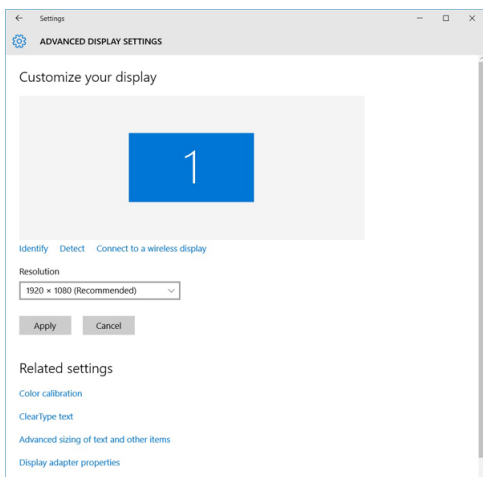 Settings
ADVANCED DISPLAY SETTINGS
Customize your display
1
Identify Detect Connect to a wireless display
Resolution
1920 × 1080 (Recommended)
Apply Cancel
Related settings
Color calibration
ClearType text
Advanced sizing of text and other items
Display adapter properties